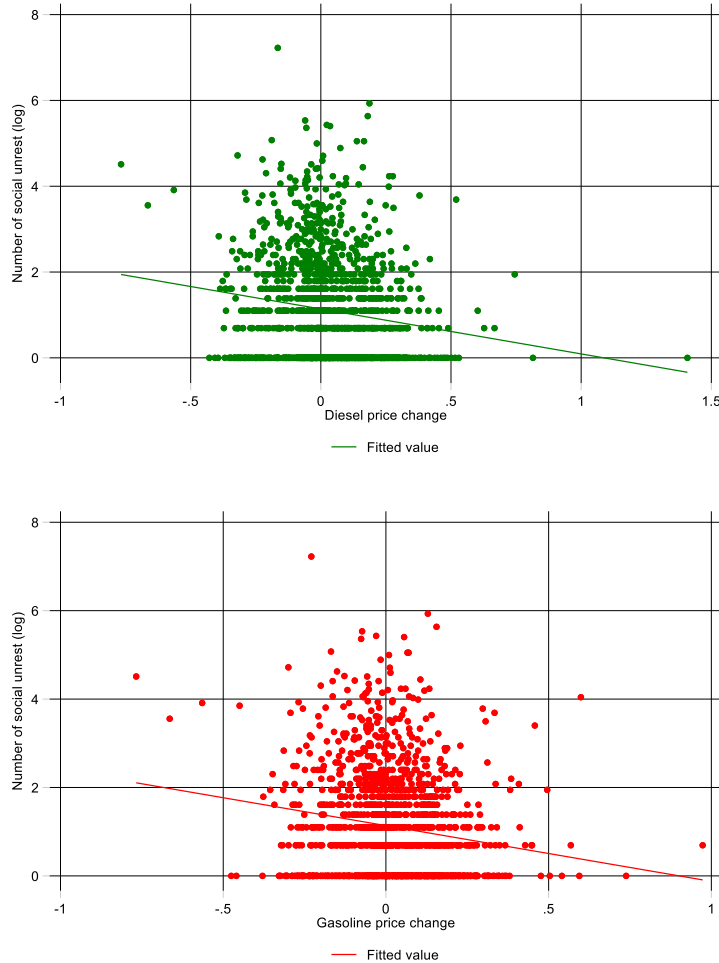 8
6
4
2
0
Number of social unrest (log)
-1 -.5 0 .5 1 1.5
Diesel price change
Fitted value
8
6
4
2
0
Number of social unrest (log)
-1 -.5 0 .5 1
Gasoline price change
Fitted value